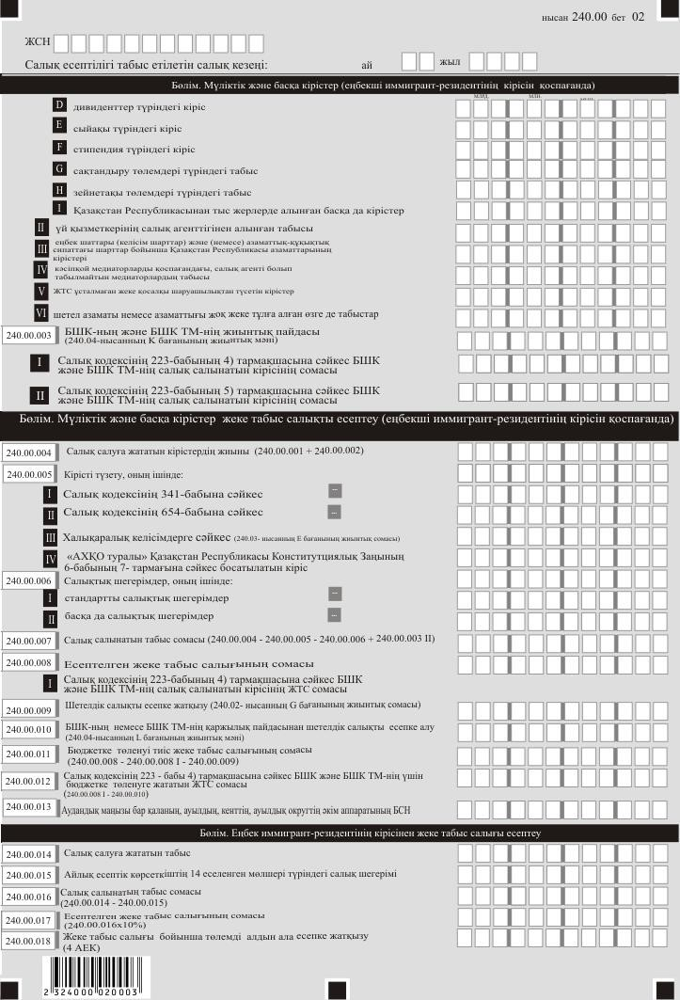 нысан 240.00 бет 02
ЖСН
Салық есептілігі табыс етілетін салық кезеңі: ай жыл
Бөлім. Мүліктік және басқа кірістер (еңбекші иммигрант-резидентінің кірісін қоспағанда)
млрд. млн.
D дивиденттер түріндегі кіріс
E сыйақы түріндегі кіріс
F стипендия түріндегі кіріс
G сақтандыру төлемдері түріндегі табыс
H зейнетақы төлемдері түріндегі табыс
I Қазақстан Республикасынан тыс жерлерде алынған басқа да кірістер
II үй қызметкерінің салық агенттігінен алынған табысы
III еңбек шаттары (келісім шарттар) және (немесе) азаматтық-құқықтық
сипаттағы шарттар бойынша Қазақстан Республикасы азаматтарының
кірістері
IV кәсіпқой медиаторларды қоспағандағы, салық агенті болып
табылмайтын медиаторлардың табысы
V ЖТС ұсталмаған жеке қосалқы шаруашылықтан түсетін кірістер
VI шетел азаматы немесе азаматтығы жоқ жеке тұлға алған өзге де табыстар
240.00.003 БШК-ның және БШК ТМ-нің жиынтық пайдасы
(240.04-нысанның K бағанының жиынтық мәні)
I Салық кодексінің 223-бабының 4) тармақшасына сәйкес БШК
және БШК ТМ-нің салық салынатын кірісінің сомасы
II Салық кодексінің 223-бабының 5) тармақшасына сәйкес БШК
және БШК ТМ-нің салық салынатын кірісінің сомасы
Бөлім. Мүліктік және басқа кірістер жеке табыс салықты есептеу (еңбекші иммигрант-резидентінің кірісін қоспағанда)
240.00.004 Салық салуға жататын кірістердің жиыны (240.00.001 + 240.00.002)
240.00.005 Кірісті түзету, оның ішінде:
I Салық кодексінің 341-бабына сәйкес
II Салық кодексінің 654-бабына сәйкес
III Халықаралық келісімдерге сәйкес (240.03- нысанның E бағанының жиынтық сомасы)
IV «АХҚО туралы» Қазақстан Республикасы Конститутциялық Заңының
6-бабының 7- тармағына сәйкес босатылатын кіріс
240.00.006 Салықтық шегерімдер, оның ішінде:
I стандартты салықтық шегерімдер
II басқа да салықтық шегерімдер
240.00.007 Салық салынатын табыс сомасы (240.00.004 - 240.00.005 - 240.00.006 + 240.00.003 II)
240.00.008 Есептелген жеке табыс салығының сомасы
I Салық кодексінің 223-бабының 4) тармақшасына сәйкес БШК
және БШК ТМ-нің салық салынатын кірісінің ЖТС сомасы
240.00.009 Шетелдік салықты есепке жатқызу (240.02- нысанның G бағанының жиынтық сомасы)
240.00.010 БШК-ның немесе БШК ТМ-нің қаржылық пайдасынан шетелдік салықты есепке алу
(240.04-нысанның L бағанының жиынтық мәні)
240.00.011 Бюджетке төленуі тиіс жеке табыс салығының сомасы
(240.00.008 - 240.00.008 I - 240.00.009)
240.00.012 Салық кодексінің 223 - бабы 4) тармақшасына сәйкес БШК және БШК ТМ-нің үшін
бюджетке төленуге жататын ЖТС сомасы
(240.00.008 I - 240.00.010)
240.00.013 Аудандық маңызы бар қаланың, ауылдың, кенттің, ауылдық округтің әкім аппаратының БСН
Бөлім. Еңбек иммигрант-резидентінің кірісінен жеке табыс салығы есептеу
240.00.014 Салық салуға жататын табыс
240.00.015 Айлық есептік көрсеткіштің 14 еселенген мөлшері түріндегі салық шегерімі
240.00.016 Салық салынатың табыс сомасы
(240.00.014 - 240.00.015)
240.00.017 Есептелген жеке табыс салығының сомасы
(240.00.016x10%)
240.00.018 Жеке табыс салығы бойынша төлемді алдын ала есепке жатқызу
(4 АЕК)
2 324000 020003